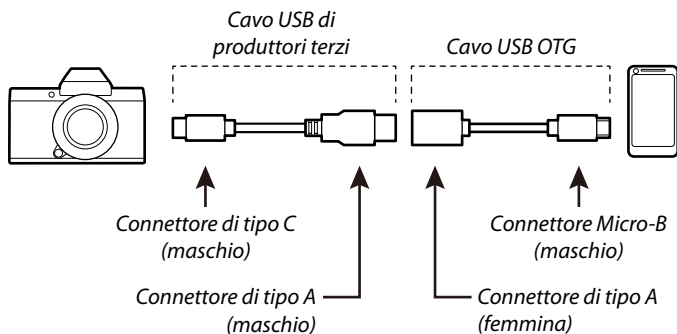 Cavo USB di
produttori terzi
Cavo USB OTG
Connettore di tipo C
(maschio)
Connettore Micro-B
(maschio)
Connettore di tipo A
(maschio)
Connettore di tipo A
(femmina)